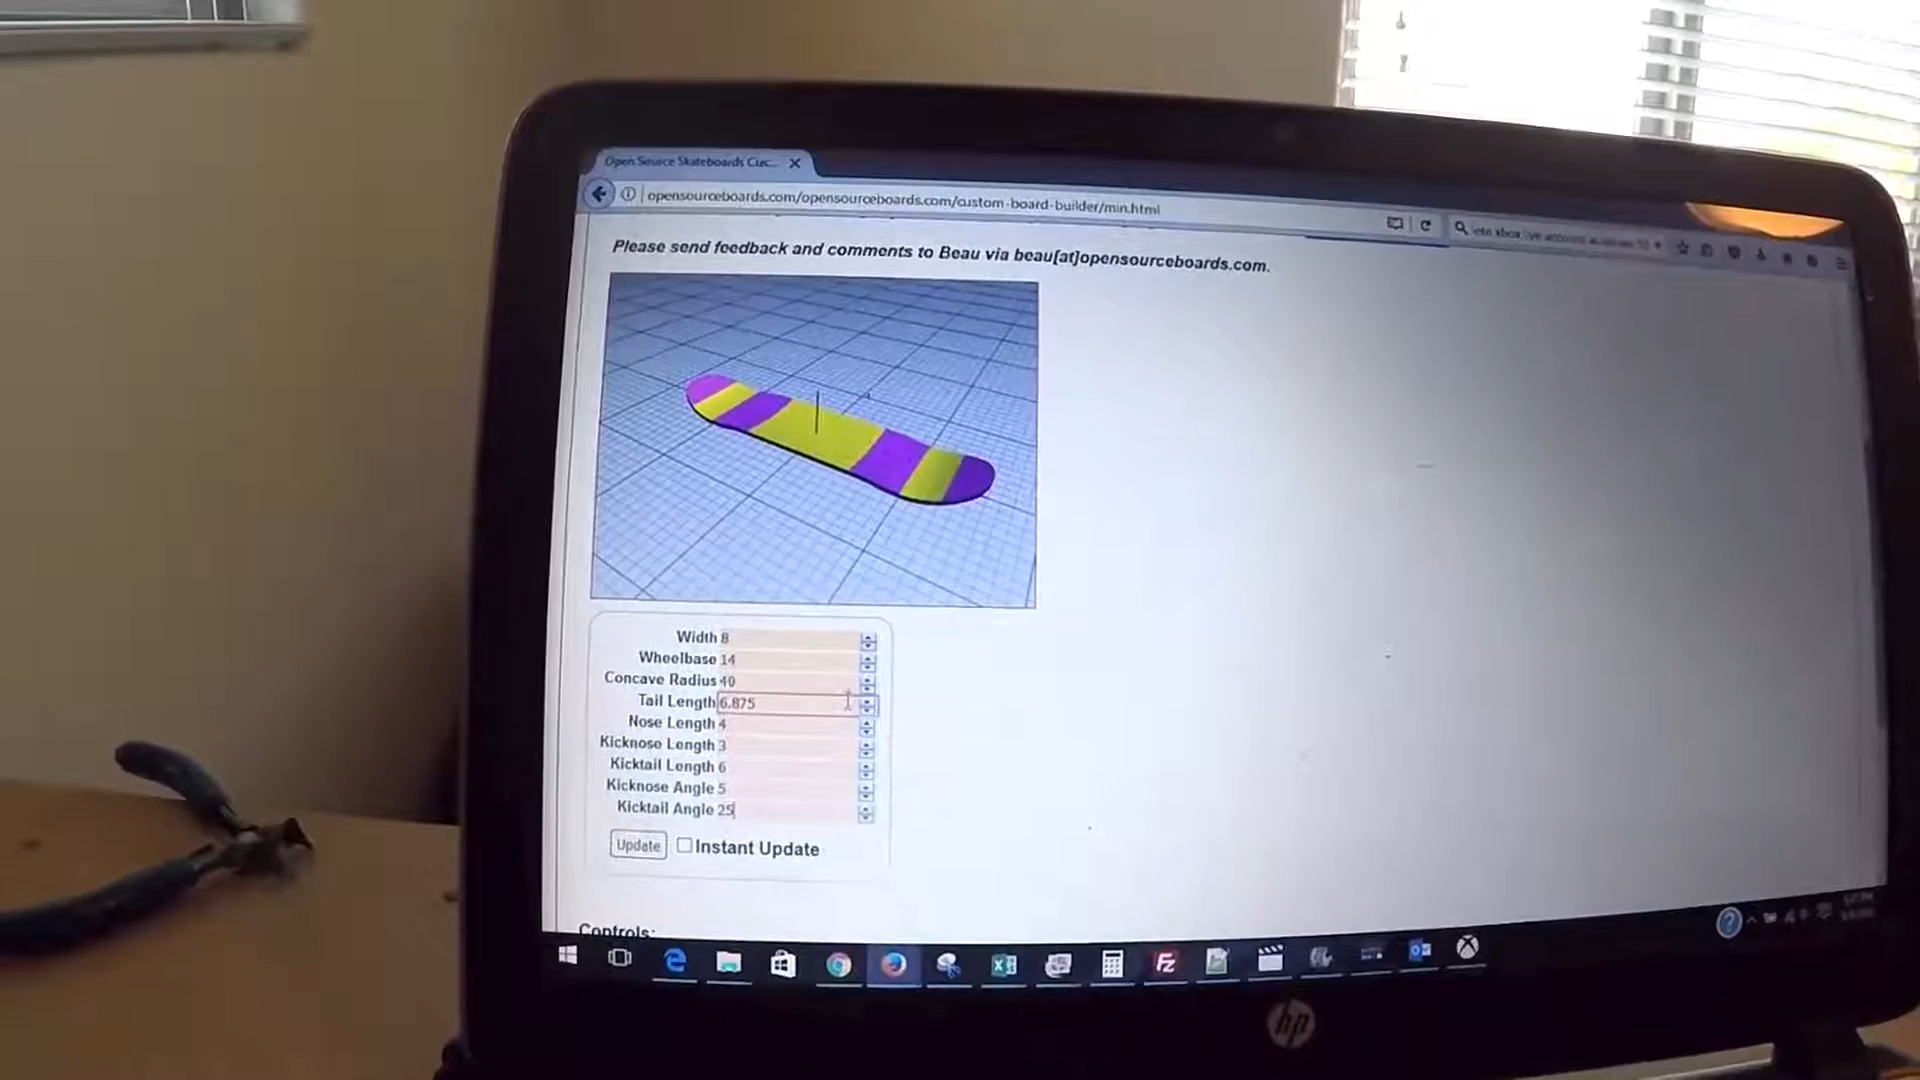 Open Source Skateboards Cus...
opensourceboards.com/opensourceboards.com/custom-board-builder/min.html
Please send feedback and comments to Beau via beau[at]opensourceboards.com.
Width 8
Wheelbase 14
Concave Radius 40
Tail Length 6.875
Nose Length 4
Kicknose Length 3
Kicktail Length 6
Kicknose Angle 5
Kicktail Angle 25
Update Instant Update
Controls:
hp